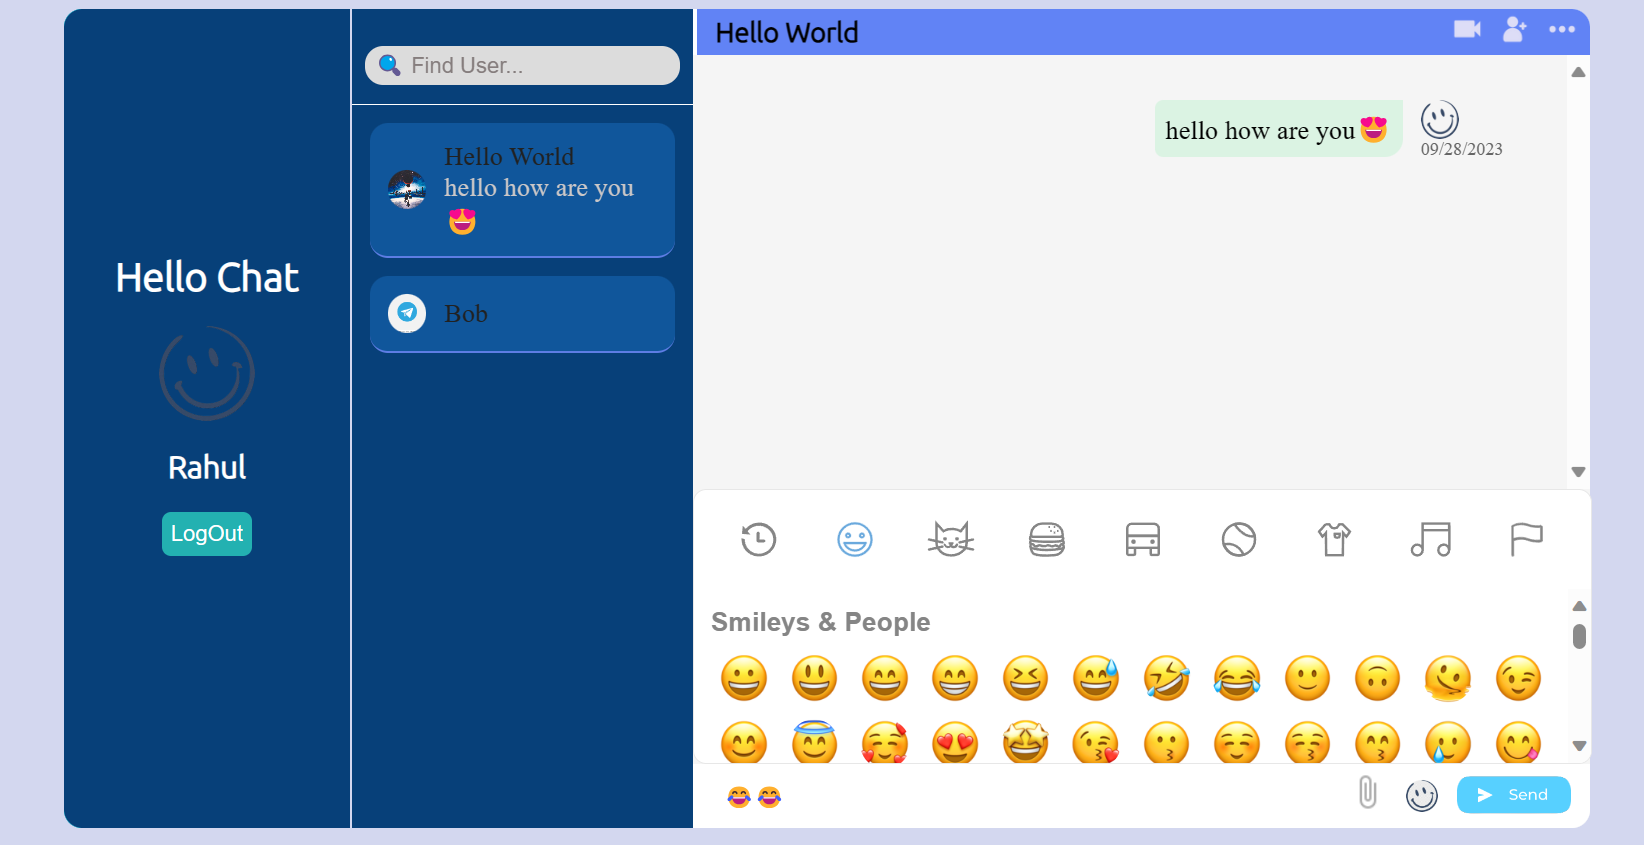 Hello Chat
Rahul
LogOut
🔍 Find User...
Hello World
hello how are you
😍
Bob
Hello World
hello how are you😍
09/28/2023
Smileys & People
😀 😃 😄 😁 😆 😅 🤣 😂 🙂 🙃 🫠 😉
😊 😇 🥰 😍 🤩 😘 😗 ☺️ 😚 😙 🥲 😋
😂😂
Send